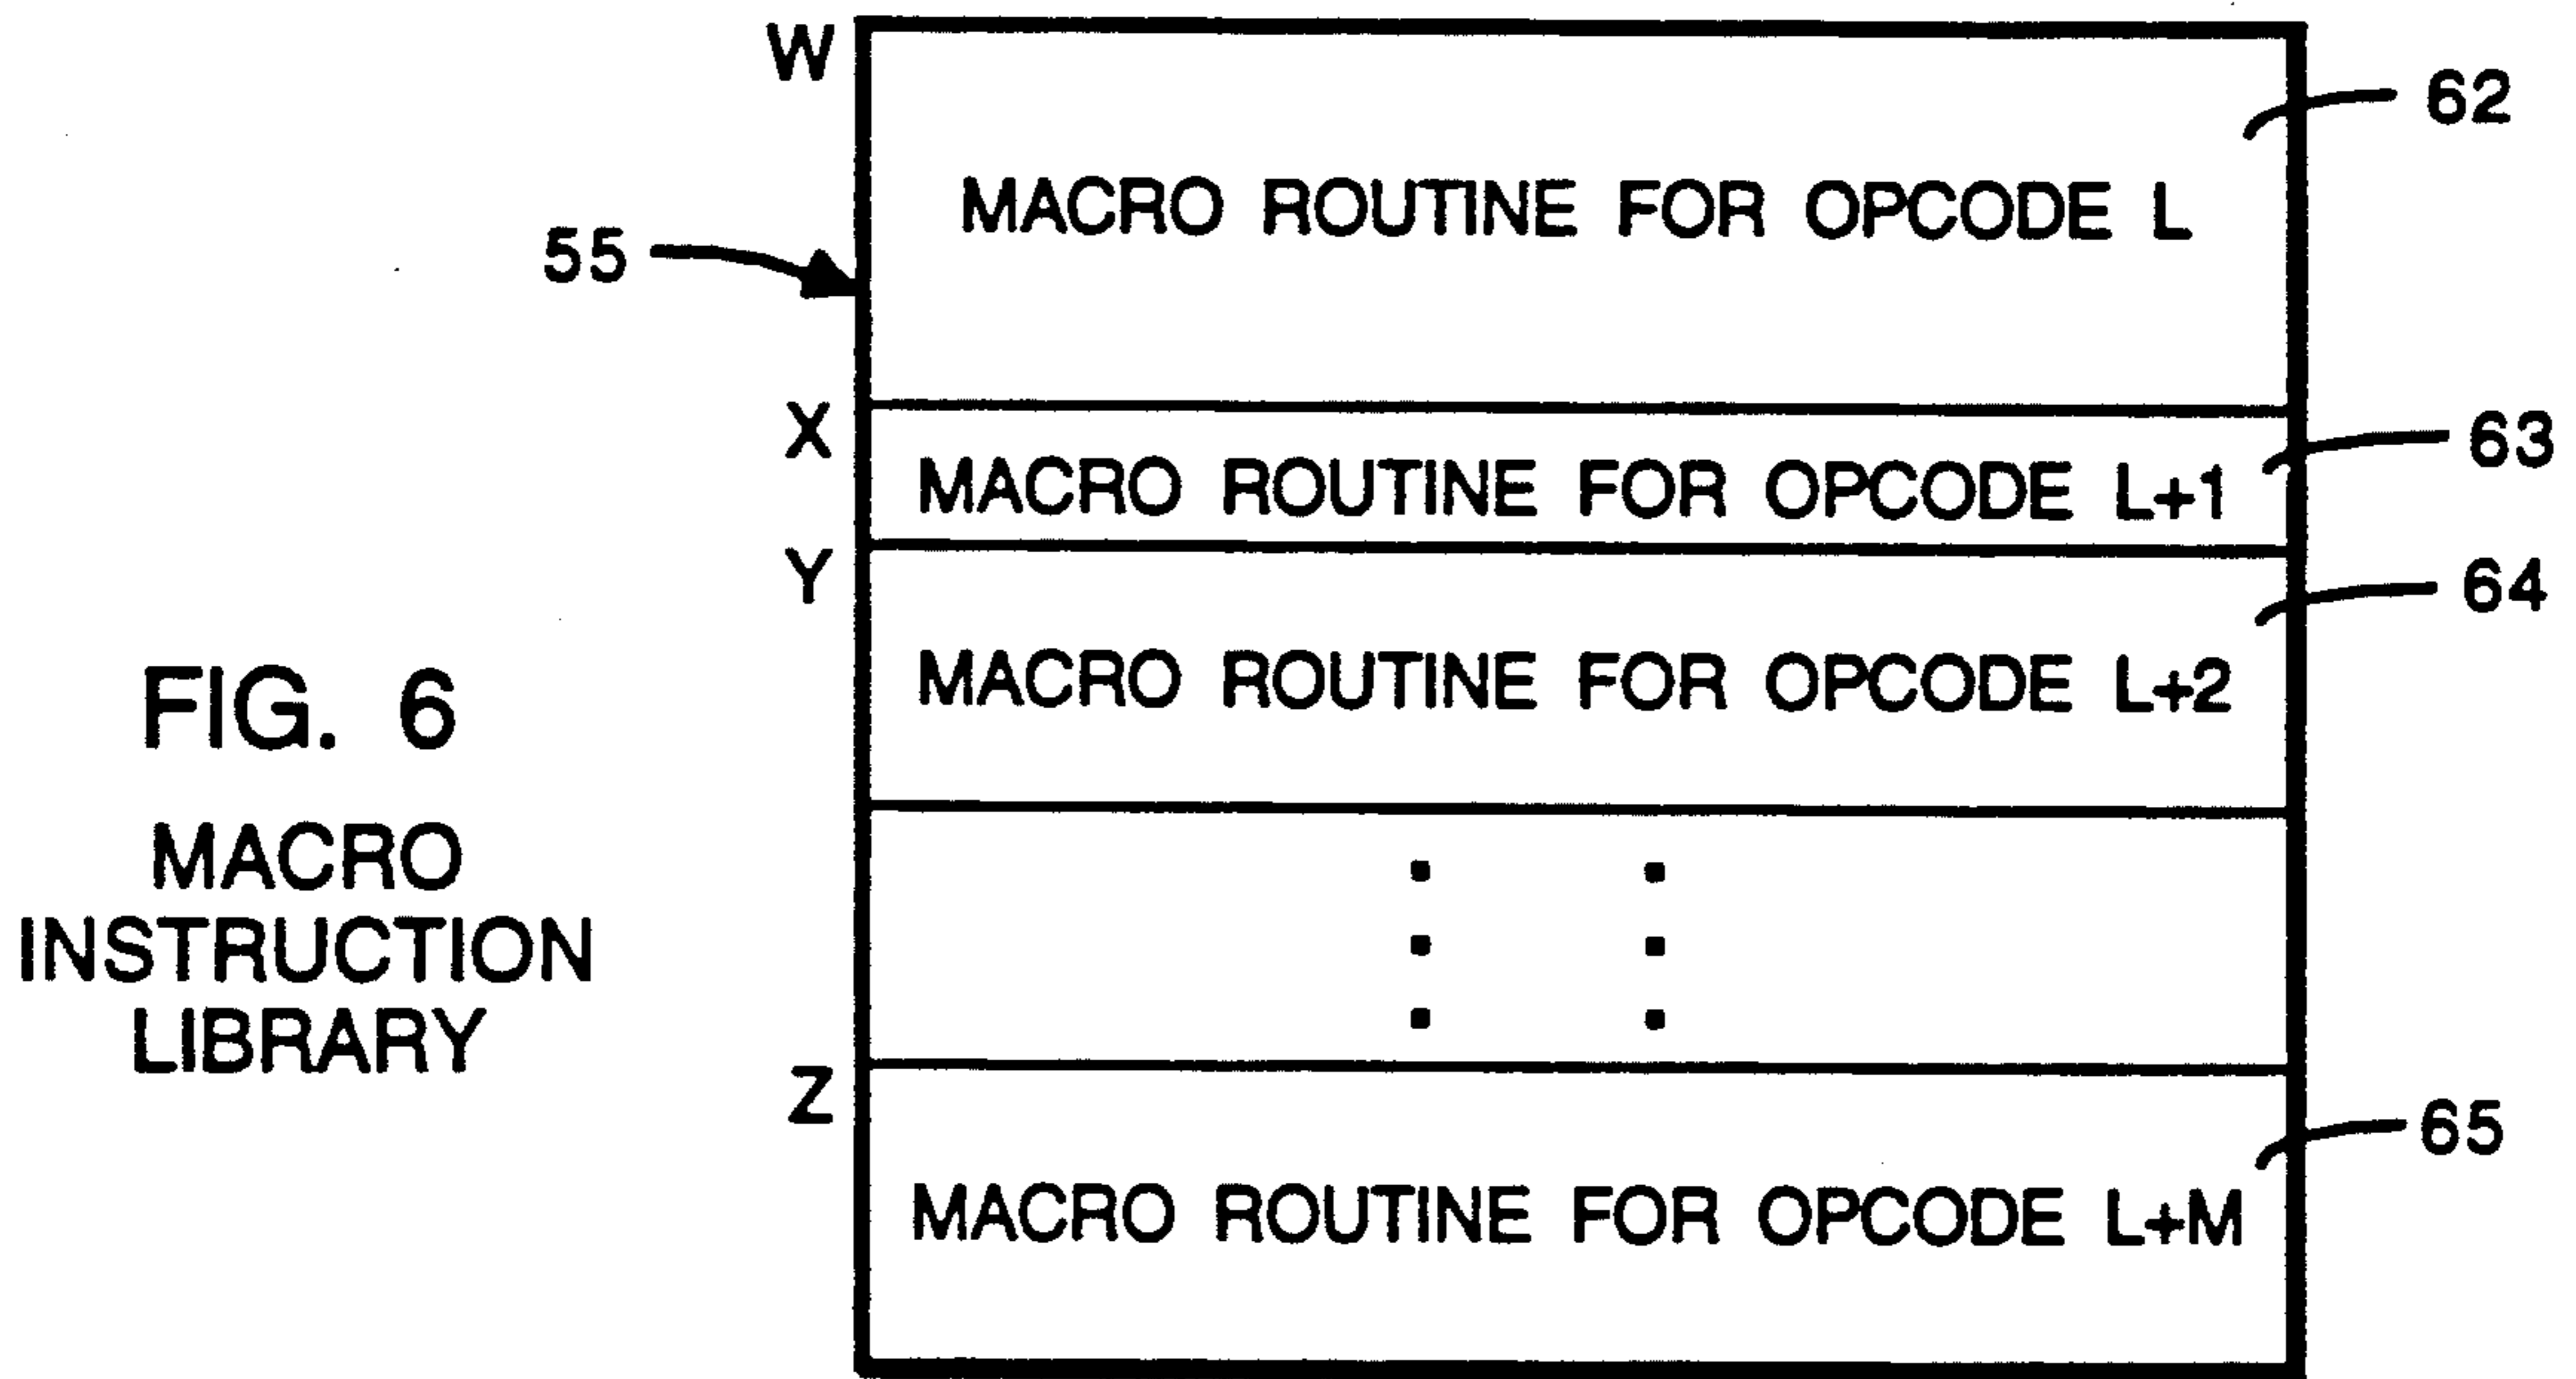 W
62
MACRO ROUTINE FOR OPCODE L
55
X
63
MACRO ROUTINE FOR OPCODE L+1
Y
64
MACRO ROUTINE FOR OPCODE L+2
FIG. 6
MACRO
INSTRUCTION
LIBRARY
Z
65
MACRO ROUTINE FOR OPCODE L+M